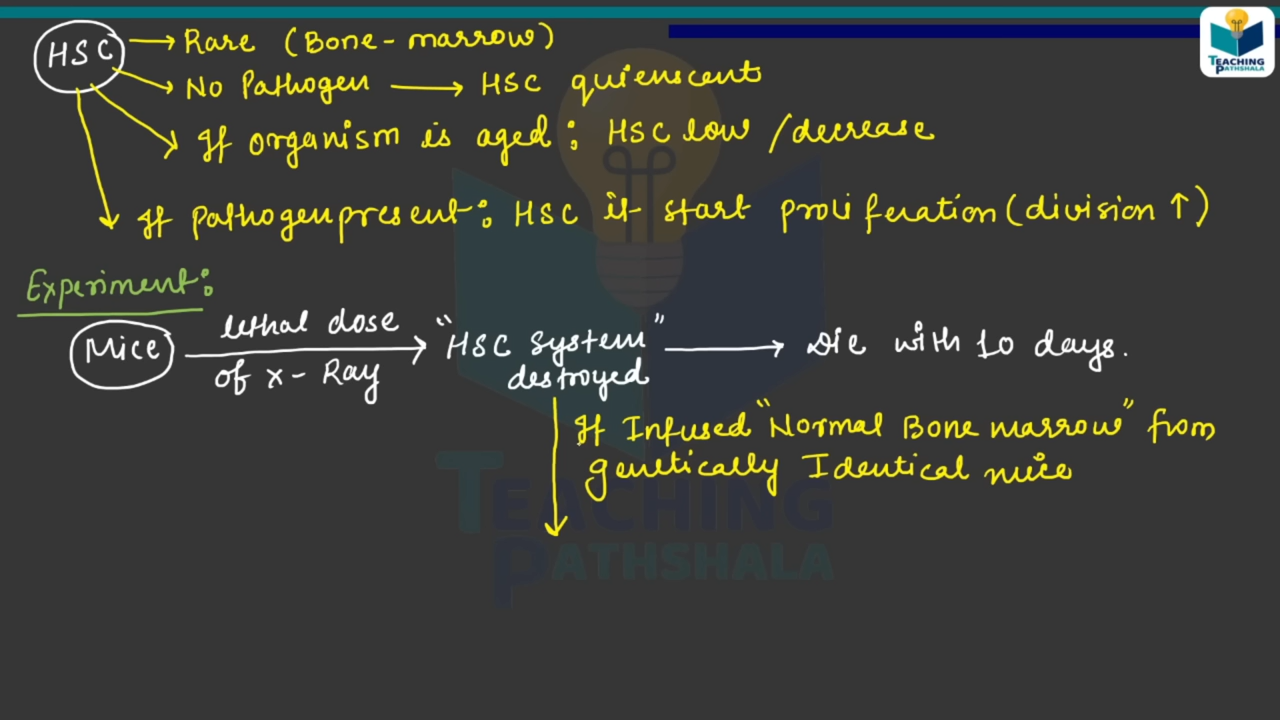 HSC → Rare (Bone-marrow)
→ No Pathogen → HSC quienscent
→ If organism is aged: HSC low / decrease
→ If pathogen present: HSC it start proliferation (division ↑)
Experiment:
Mice lethal dose of x-Ray → "HSC System" destroyed → Die with 10 days.
If Infused "Normal Bone marrow" from
genetically Identical mice
TEACHING
PATHSHALA
TEACHING
PATHSHALA